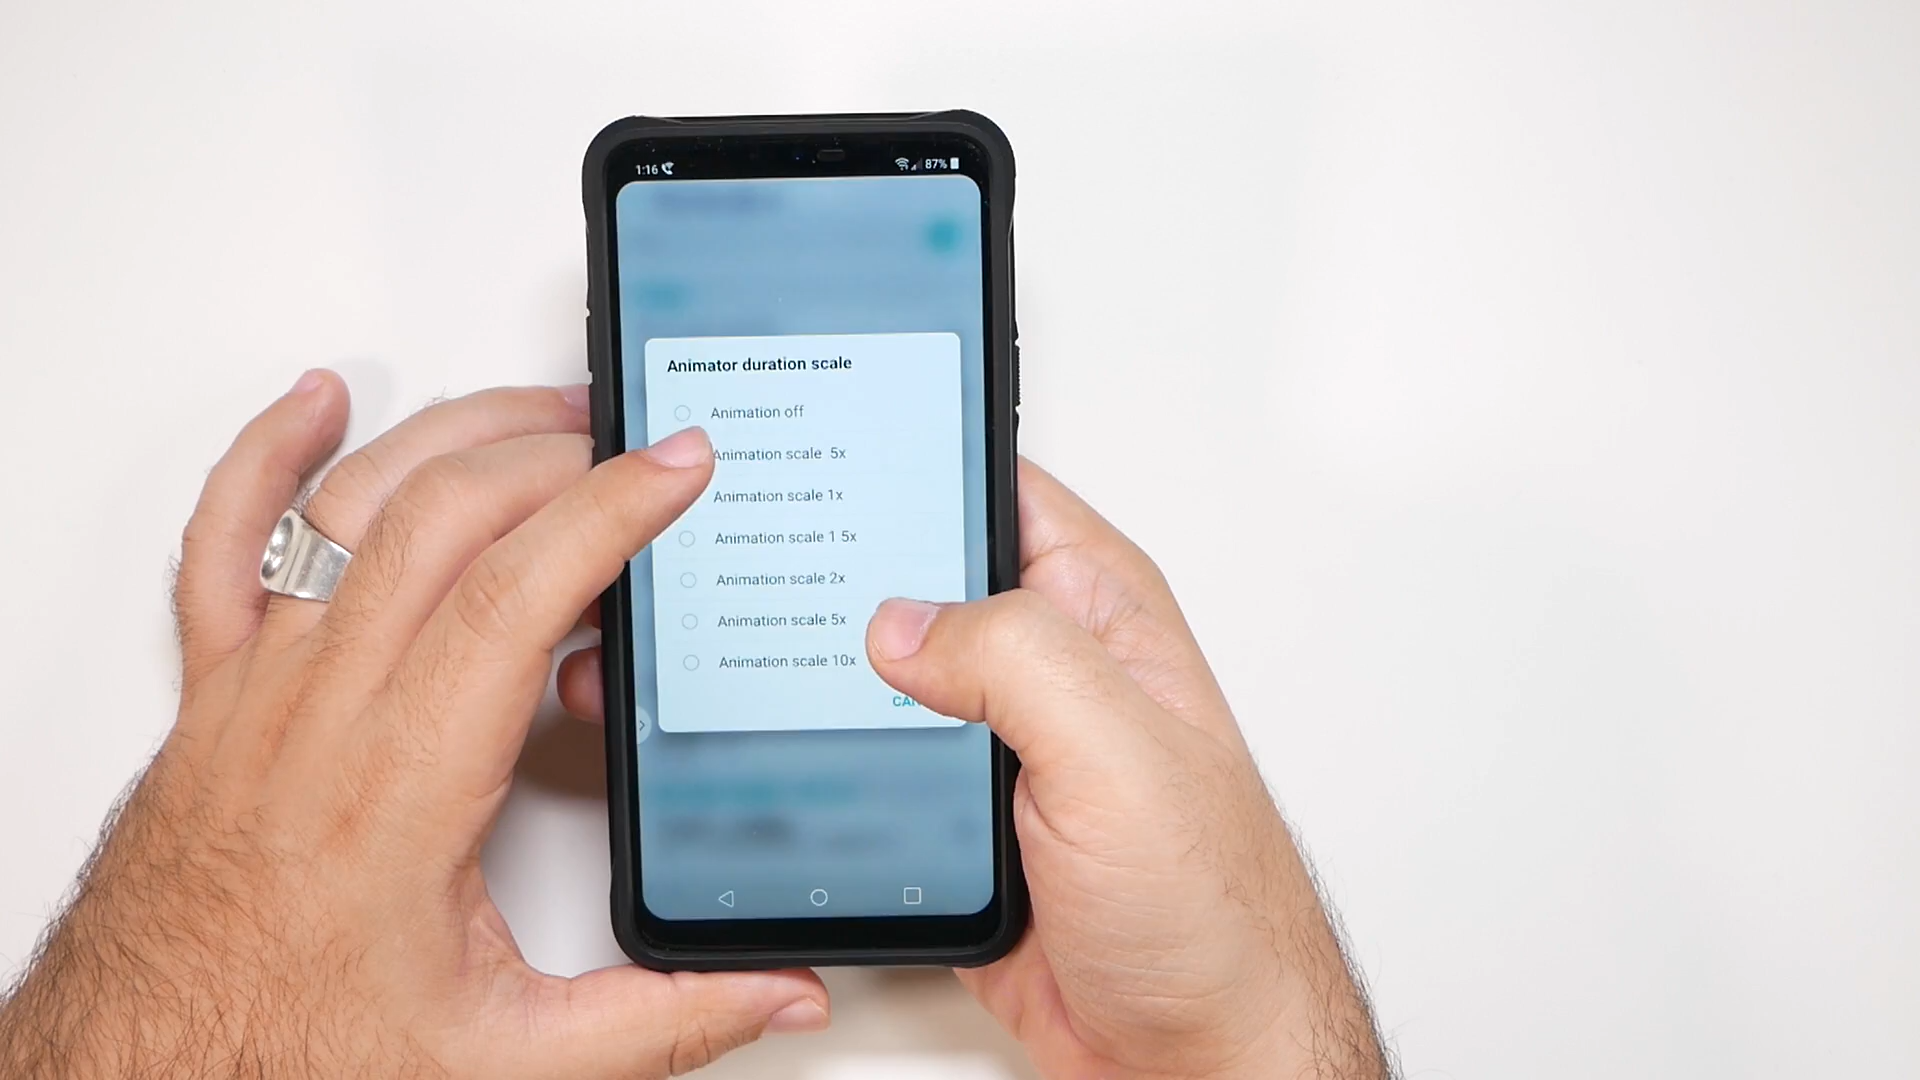 1:16
87%
Animator duration scale
Animation off
Animation scale 5x
Animation scale 1x
Animation scale 1 5x
Animation scale 2x
Animation scale 5x
Animation scale 10x
CAN